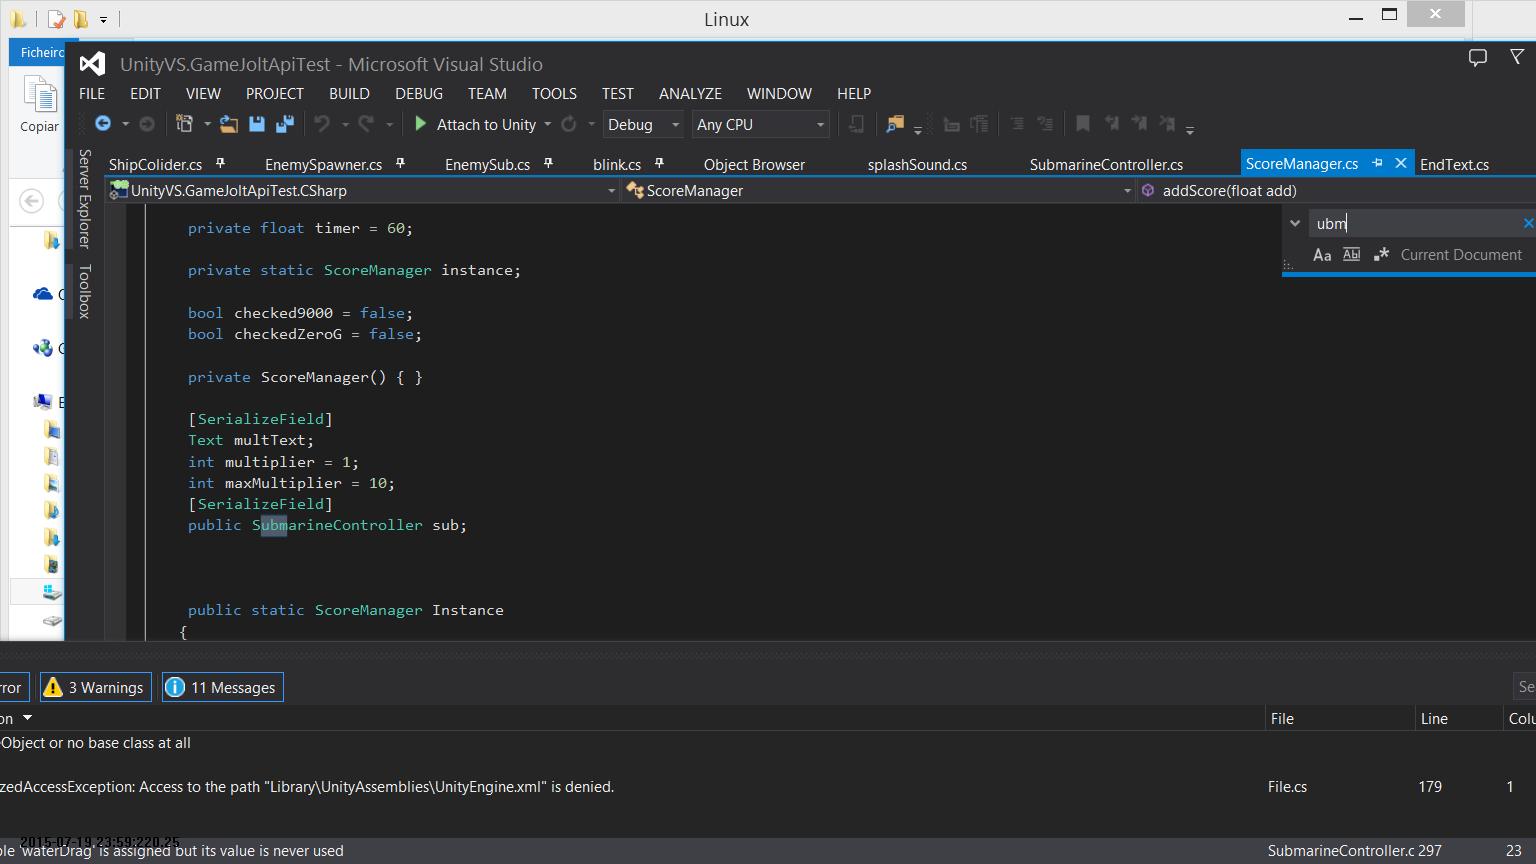 Linux
Ficheiro
Copiar
UnityVS.GameJoltApiTest - Microsoft Visual Studio
FILE EDIT VIEW PROJECT BUILD DEBUG TEAM TOOLS TEST ANALYZE WINDOW HELP
Attach to Unity Debug Any CPU
Server Explorer
Toolbox
ShipColider.cs EnemySpawner.cs EnemySub.cs blink.cs Object Browser splashSound.cs SubmarineController.cs ScoreManager.cs EndText.cs
UnityVS.GameJoltApiTest.CSharp ScoreManager addScore(float add)
ubm
Aa Ab| Current Document
private float timer = 60;
private static ScoreManager instance;
bool checked9000 = false;
bool checkedZeroG = false;
private ScoreManager() { }
[SerializeField]
Text multText;
int multiplier = 1;
int maxMultiplier = 10;
[SerializeField]
public SubmarineController sub;
public static ScoreManager Instance
{
rror 3 Warnings 11 Messages Se
on File Line Colu
Object or no base class at all
zedAccessException: Access to the path "Library\UnityAssemblies\UnityEngine.xml" is denied. File.cs 179 1
2015-07-19 23:59:220.25
ble 'waterDrag' is assigned but its value is never used SubmarineController.c 297 23